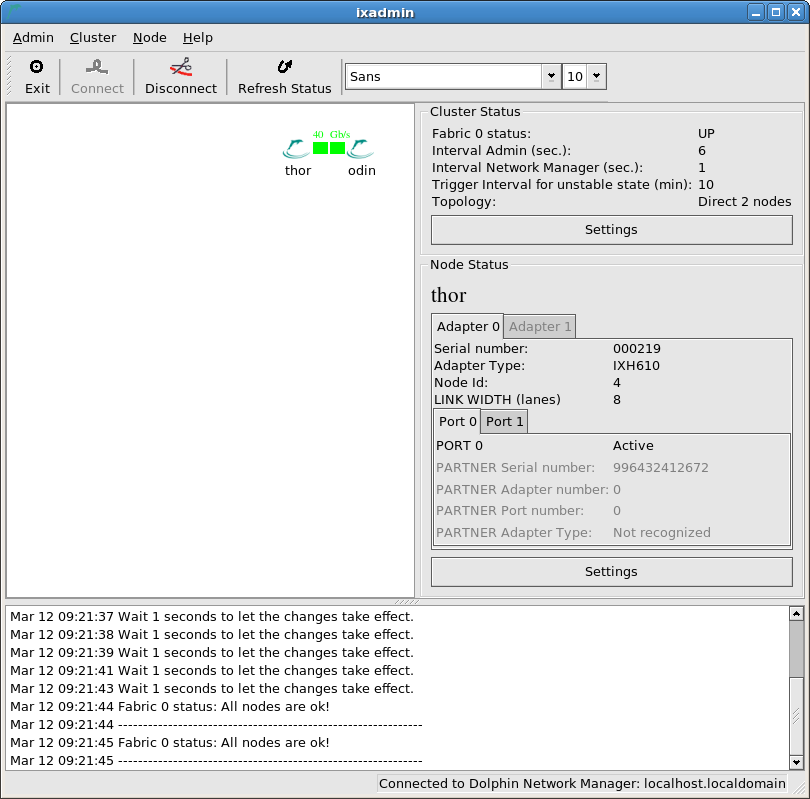 ixadmin
Admin Cluster Node Help
Exit Connect Disconnect Refresh Status Sans 10
40 Gb/s
thor odin
Cluster Status
Fabric 0 status: UP
Interval Admin (sec.): 6
Interval Network Manager (sec.): 1
Trigger Interval for unstable state (min): 10
Topology: Direct 2 nodes
Settings
Node Status
thor
Adapter 0 Adapter 1
Serial number: 000219
Adapter Type: IXH610
Node Id: 4
LINK WIDTH (lanes) 8
Port 0 Port 1
PORT 0 Active
PARTNER Serial number: 996432412672
PARTNER Adapter number: 0
PARTNER Port number: 0
PARTNER Adapter Type: Not recognized
Settings
Mar 12 09:21:37 Wait 1 seconds to let the changes take effect.
Mar 12 09:21:38 Wait 1 seconds to let the changes take effect.
Mar 12 09:21:39 Wait 1 seconds to let the changes take effect.
Mar 12 09:21:41 Wait 1 seconds to let the changes take effect.
Mar 12 09:21:43 Wait 1 seconds to let the changes take effect.
Mar 12 09:21:44 Fabric 0 status: All nodes are ok!
Mar 12 09:21:44 -------------------------------------------------------------
Mar 12 09:21:45 Fabric 0 status: All nodes are ok!
Mar 12 09:21:45 -------------------------------------------------------------
Connected to Dolphin Network Manager: localhost.localdomain